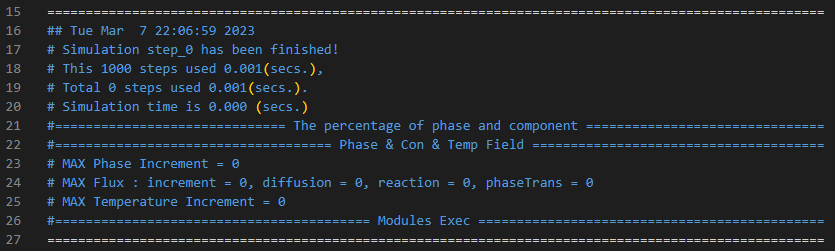 15 =====================================================================================================
16 ## Tue Mar  7 22:06:59 2023
17 # Simulation step_0 has been finished!
18 # This 1000 steps used 0.001(secs.),
19 # Total 0 steps used 0.001(secs.).
20 # Simulation time is 0.000 (secs.)
21 #============================== The percentage of phase and component ===============================
22 #==================================== Phase & Con & Temp Field ======================================
23 # MAX Phase Increment = 0
24 # MAX Flux : increment = 0, diffusion = 0, reaction = 0, phaseTrans = 0
25 # MAX Temperature Increment = 0
26 #========================================= Modules Exec =============================================
27 =====================================================================================================